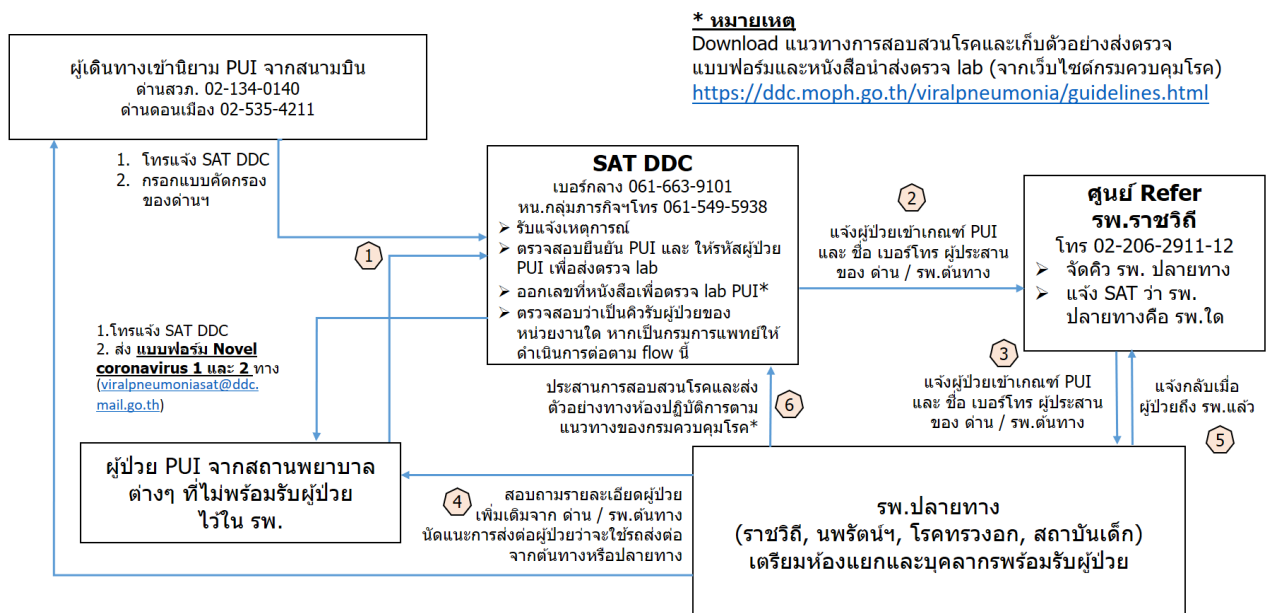 * หมายเหตุ
Download แนวทางการสอบสวนโรคและเก็บตัวอย่างส่งตรวจ
แบบฟอร์มและหนังสือนำส่งตรวจ lab (จากเว็บไซต์กรมควบคุมโรค)
https://ddc.moph.go.th/viralpneumonia/guidelines.html
ผู้เดินทางเข้านิยาม PUI จากสนามบิน
ด่านสวภ. 02-134-0140
ด่านดอนเมือง 02-535-4211
1. โทรแจ้ง SAT DDC
2. กรอกแบบคัดกรอง
ของด่านฯ
1
SAT DDC
เบอร์กลาง 061-663-9101
หน.กลุ่มภารกิจฯโทร 061-549-5938
➢ รับแจ้งเหตุการณ์
➢ ตรวจสอบยืนยัน PUI และ ให้รหัสผู้ป่วย
PUI เพื่อส่งตรวจ lab
➢ ออกเลขที่หนังสือเพื่อตรวจ lab PUI*
➢ ตรวจสอบว่าเป็นคิวรับผู้ป่วยของ
หน่วยงานใด หากเป็นกรมการแพทย์ให้
ดำเนินการต่อตาม flow นี้
2
แจ้งผู้ป่วยเข้าเกณฑ์ PUI
และ ชื่อ เบอร์โทร ผู้ประสาน
ของ ด่าน / รพ.ต้นทาง
ศูนย์ Refer
รพ.ราชวิถี
โทร 02-206-2911-12
➢ จัดคิว รพ. ปลายทาง
➢ แจ้ง SAT ว่า รพ.
ปลายทางคือ รพ.ใด
1.โทรแจ้ง SAT DDC
2. ส่ง แบบฟอร์ม Novel
coronavirus 1 และ 2 ทาง
(viralpneumoniasat@ddc.
mail.go.th)
3
แจ้งผู้ป่วยเข้าเกณฑ์ PUI
และ ชื่อ เบอร์โทร ผู้ประสาน
ของ ด่าน / รพ.ต้นทาง
แจ้งกลับเมื่อ
ผู้ป่วยถึง รพ.แล้ว
5
ประสานการสอบสวนโรคและส่ง
ตัวอย่างทางห้องปฏิบัติการตาม
แนวทางของกรมควบคุมโรค*
6
ผู้ป่วย PUI จากสถานพยาบาล
ต่างๆ ที่ไม่พร้อมรับผู้ป่วย
ไว้ใน รพ.
4
สอบถามรายละเอียดผู้ป่วย
เพิ่มเติมจาก ด่าน / รพ.ต้นทาง
นัดแนะการส่งต่อผู้ป่วยว่าจะใช้รถส่งต่อ
จากต้นทางหรือปลายทาง
รพ.ปลายทาง
(ราชวิถี, นพรัตน์ฯ, โรคทรวงอก, สถาบันเด็ก)
เตรียมห้องแยกและบุคลากรพร้อมรับผู้ป่วย